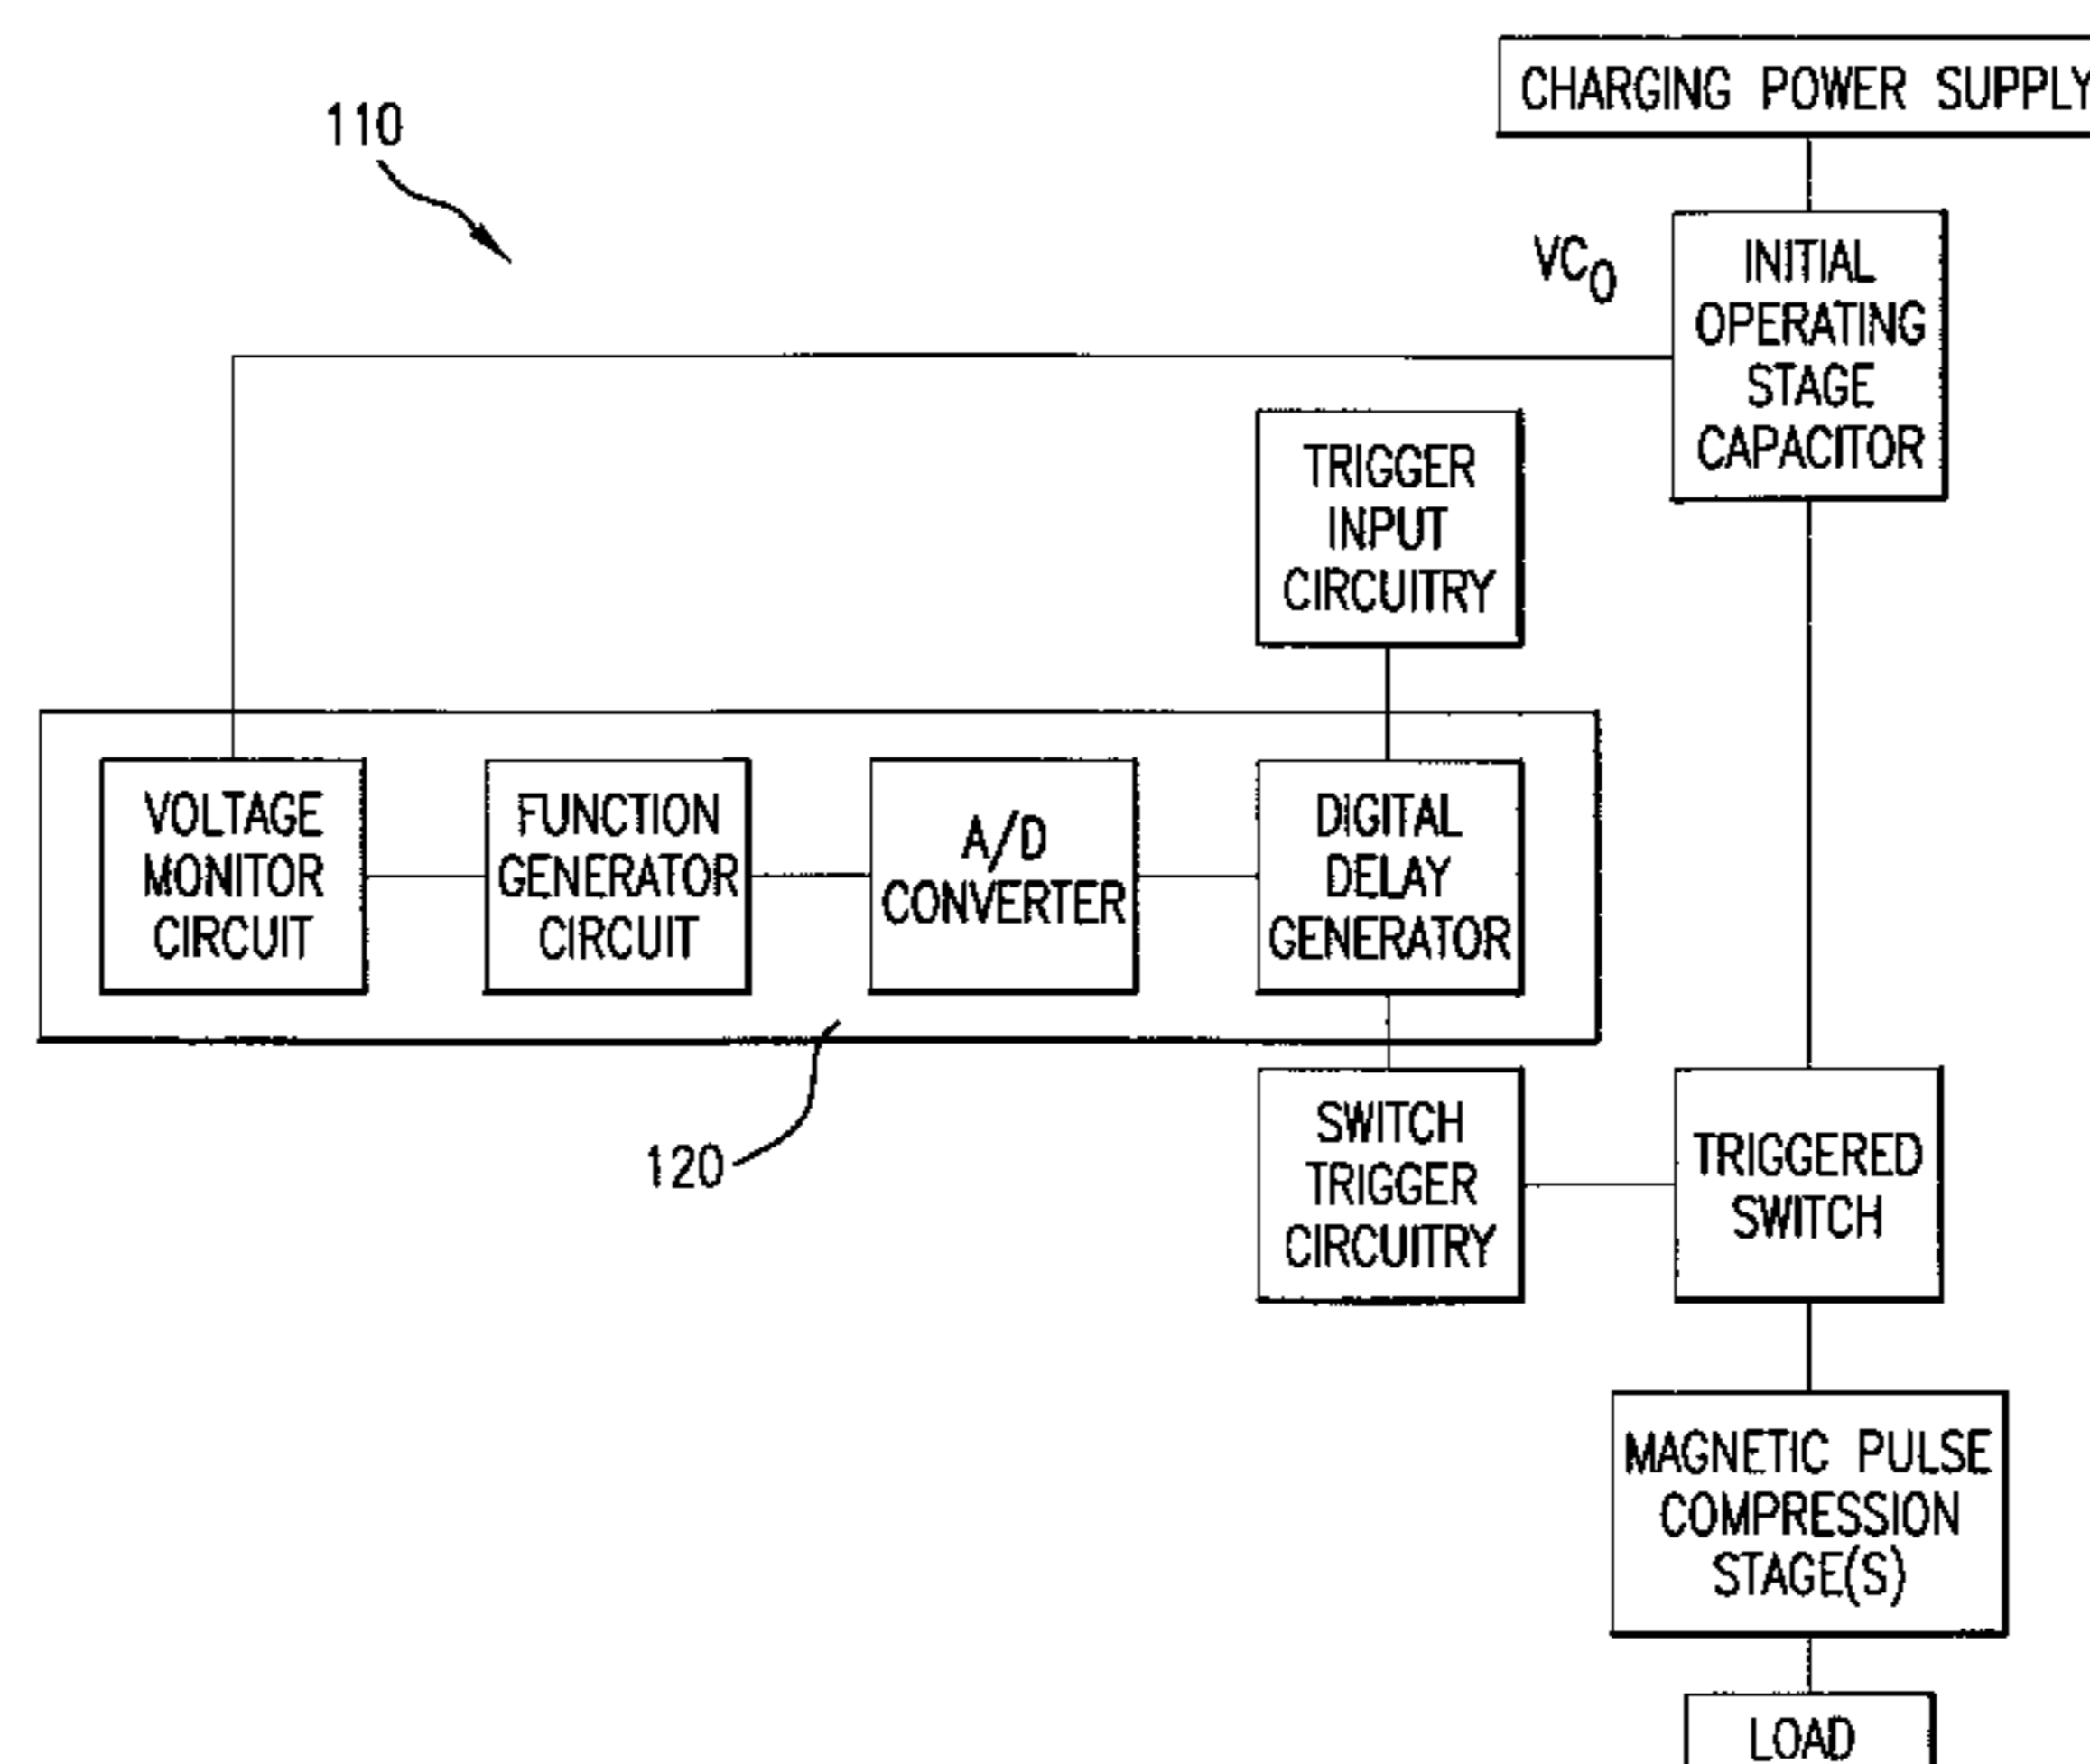 CHARGING POWER SUPPLY
110
VC0
INITIAL
OPERATING
STAGE
CAPACITOR
TRIGGER
INPUT
CIRCUITRY
VOLTAGE
MONITOR
CIRCUIT
FUNCTION
GENERATOR
CIRCUIT
A/D
CONVERTER
DIGITAL
DELAY
GENERATOR
120
SWITCH
TRIGGER
CIRCUITRY
TRIGGERED
SWITCH
MAGNETIC PULSE
COMPRESSION
STAGE(S)
LOAD